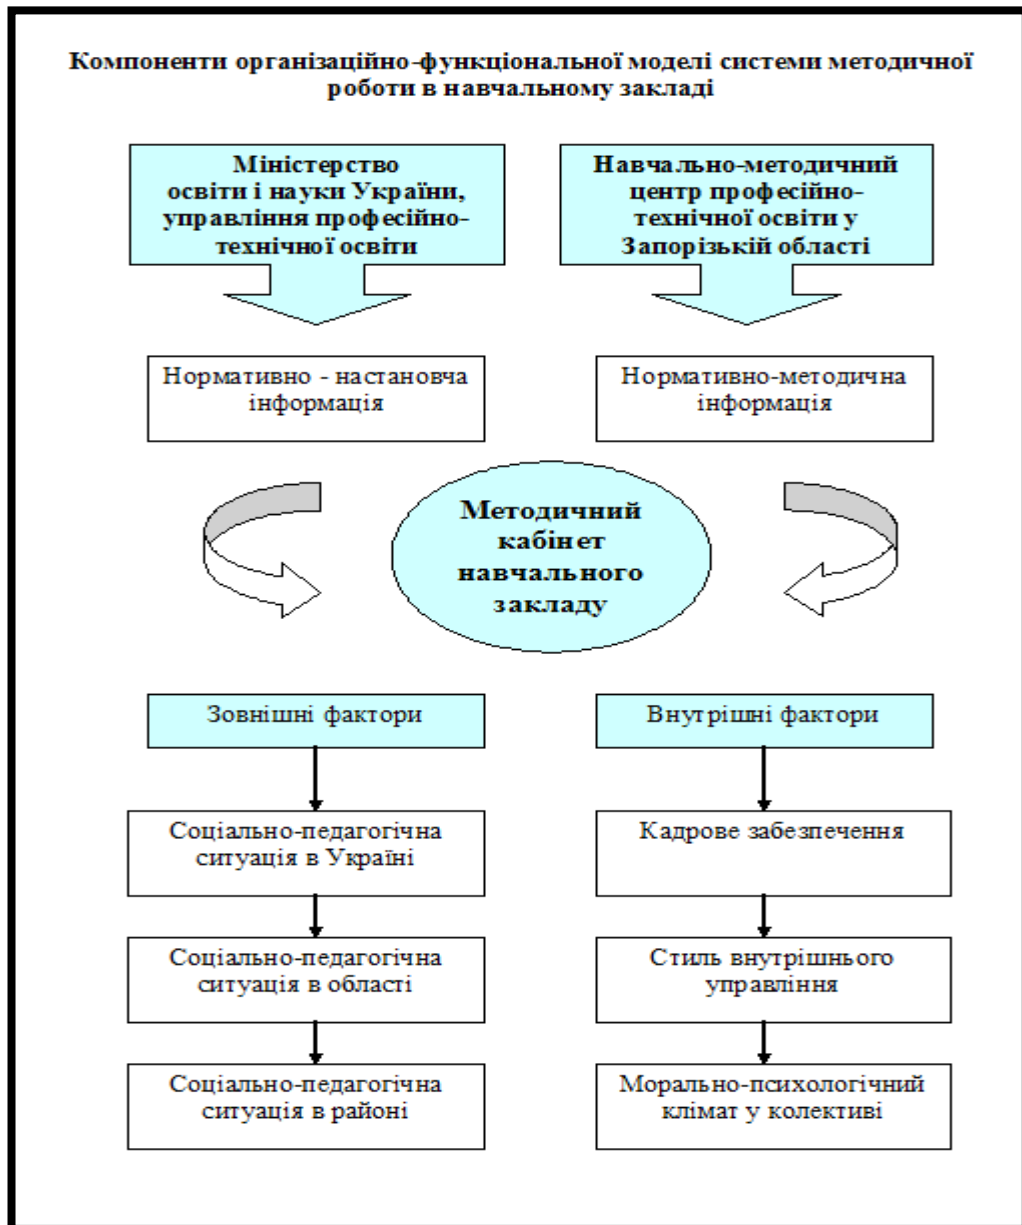 Компоненти організаційно-функціональної моделі системи методичної
роботи в навчальному закладі
Міністерство
освіти і науки України,
управління професійно-
технічної освіти
Навчально-методичний
центр професійно-
технічної освіти у
Запорізькій області
Нормативно - настановча
інформація
Нормативно-методична
інформація
Методичний
кабінет
навчального
закладу
Зовнішні фактори
Внутрішні фактори
Соціально-педагогічна
ситуація в Україні
Кадрове забезпечення
Соціально-педагогічна
ситуація в області
Стиль внутрішнього
управління
Соціально-педагогічна
ситуація в районі
Морально-психологічний
клімат у колективі